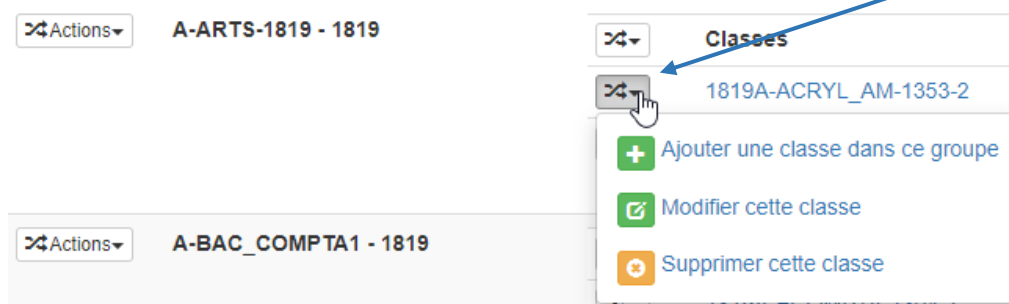 Actions A-ARTS-1819 - 1819
Classes
1819A-ACRYL_AM-1353-2
Ajouter une classe dans ce groupe
Modifier cette classe
Actions A-BAC_COMPTA1 - 1819
Supprimer cette classe